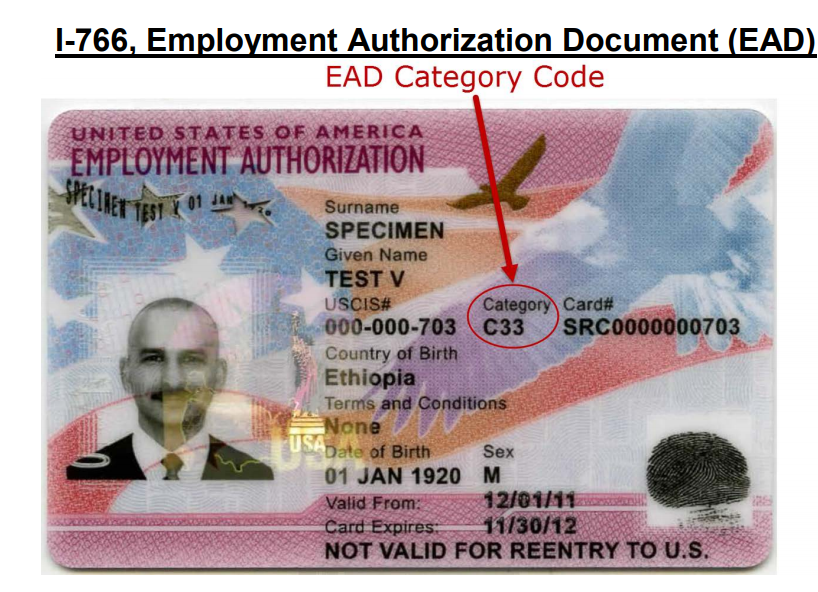 I-766, Employment Authorization Document (EAD)
EAD Category Code
UNITED STATES OF AMERICA
EMPLOYMENT AUTHORIZATION
SPECIMEN TEST V 01 JAN
Surname
SPECIMEN
Given Name
TEST V
USCIS# Category Card#
000-000-703 C33 SRC0000000703
Country of Birth
Ethiopia
Terms and Conditions
None
USA
Date of Birth Sex
01 JAN 1920 M
Valid From: 12/01/11
Card Expires: 11/30/12
NOT VALID FOR REENTRY TO U.S.